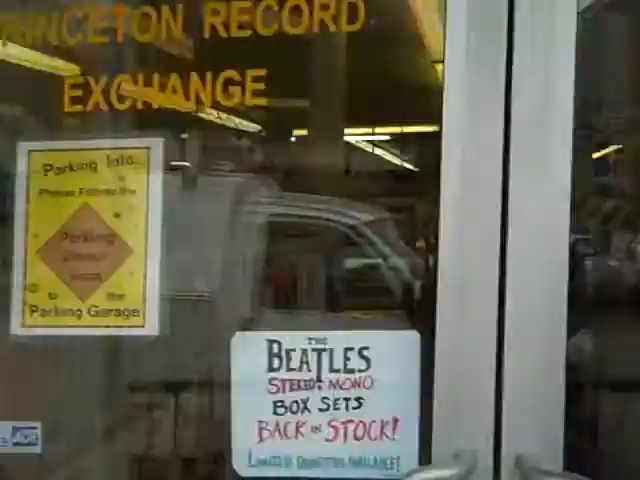 PRINCETON RECORD
EXCHANGE
Parking Info.
Please Follow the
Parking
to the
Parking Garage
THE
BEATLES
STEREO & MONO
BOX SETS
BACK IN STOCK!
LIMITED QUANTITIES AVAILABLE!